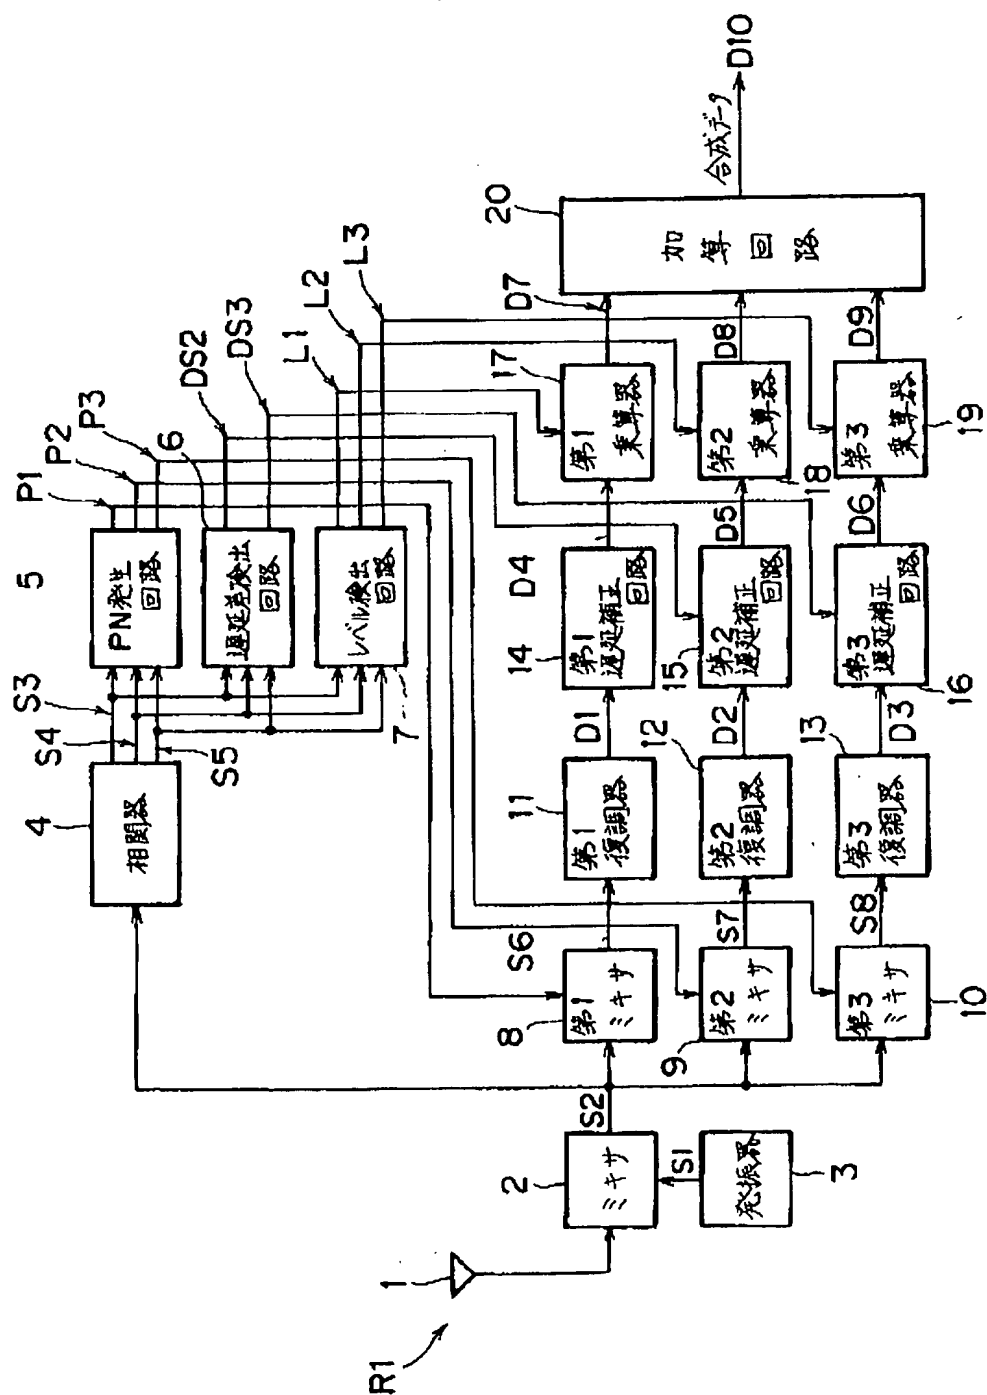 R1
1
2
ミキサ
3
発振器
S1
S2
4
相関器
S3
S4
S5
5
PN発生
回路
6
遅延差検出
回路
7
レベル検出
回路
P1
P2
P3
DS2
DS3
L1
L2
L3
8
第1
ミキサ
S6
11
第1
復調器
D1
14
第1
遅延補正
回路
D4
17
第1
乗算器
D7
9
第2
ミキサ
S7
12
第2
復調器
D2
15
第2
遅延補正
回路
D5
18
第2
乗算器
D8
10
第3
ミキサ
S8
13
第3
復調器
D3
16
第3
遅延補正
回路
D6
19
第3
乗算器
D9
20
加算回路
合成データ
D10